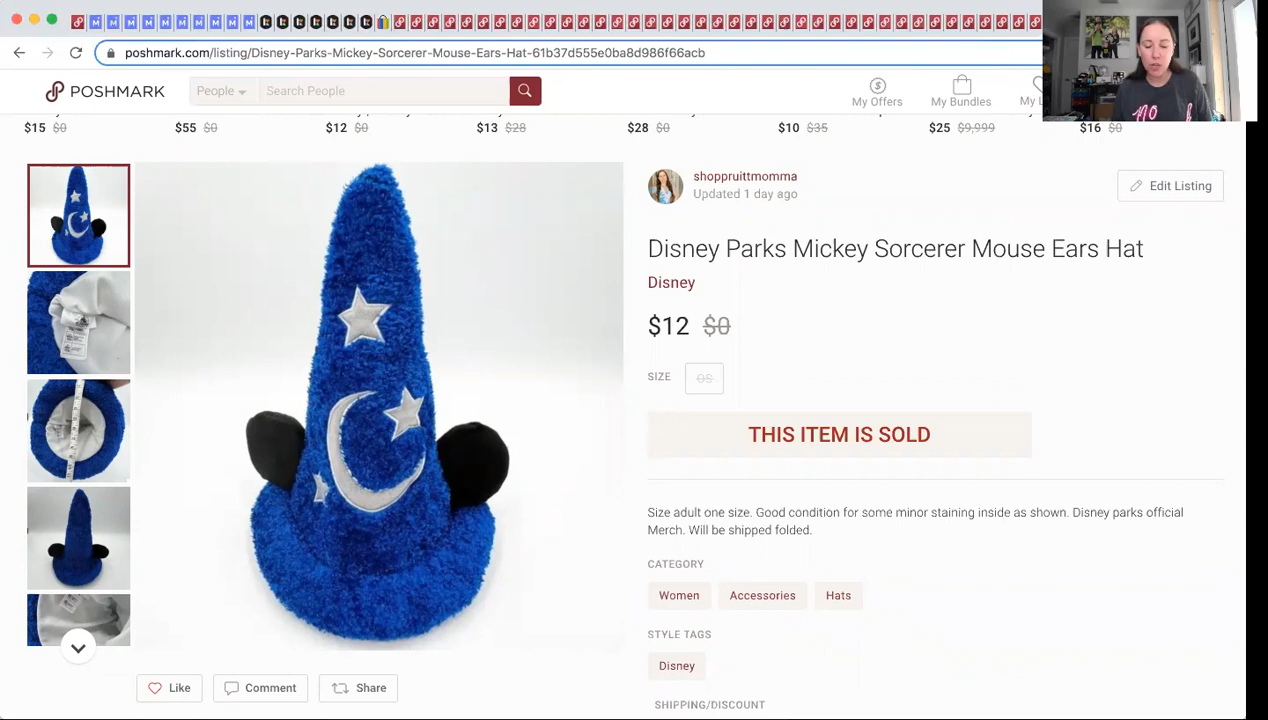 poshmark.com/listing/Disney-Parks-Mickey-Sorcerer-Mouse-Ears-Hat-61b37d555e0ba8d986f66acb
POSHMARK
People
Search People
My Offers
My Bundles
My L
$15 $0
$55 $0
$12 $0
$13 $28
$28 $0
$10 $35
$25 $9,999
$16 $0
shoppruittmomma
Updated 1 day ago
Edit Listing
Disney Parks Mickey Sorcerer Mouse Ears Hat
Disney
$12 $0
SIZE
OS
THIS ITEM IS SOLD
Size adult one size. Good condition for some minor staining inside as shown. Disney parks official
Merch. Will be shipped folded.
CATEGORY
Women
Accessories
Hats
STYLE TAGS
Disney
SHIPPING/DISCOUNT
Like
Comment
Share
no